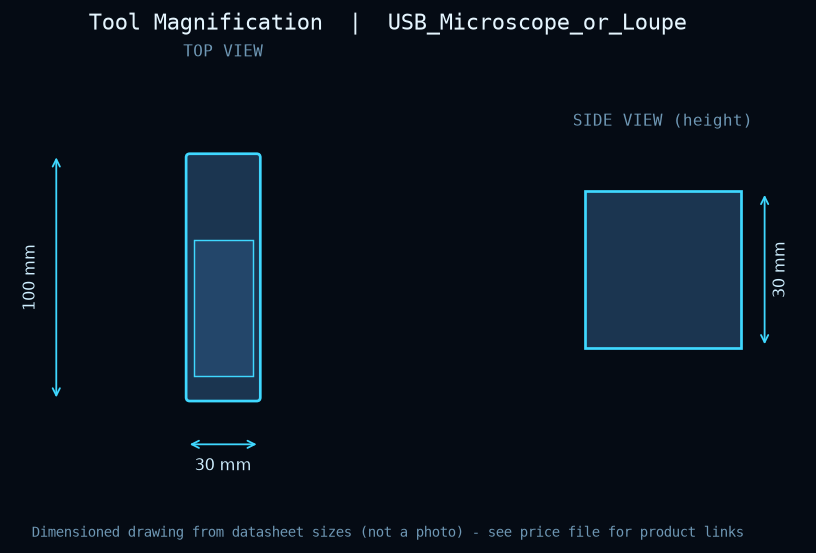 Tool Magnification | USB_Microscope_or_Loupe
TOP VIEW
SIDE VIEW (height)
100 mm
30 mm
30 mm
Dimensioned drawing from datasheet sizes (not a photo) - see price file for product links